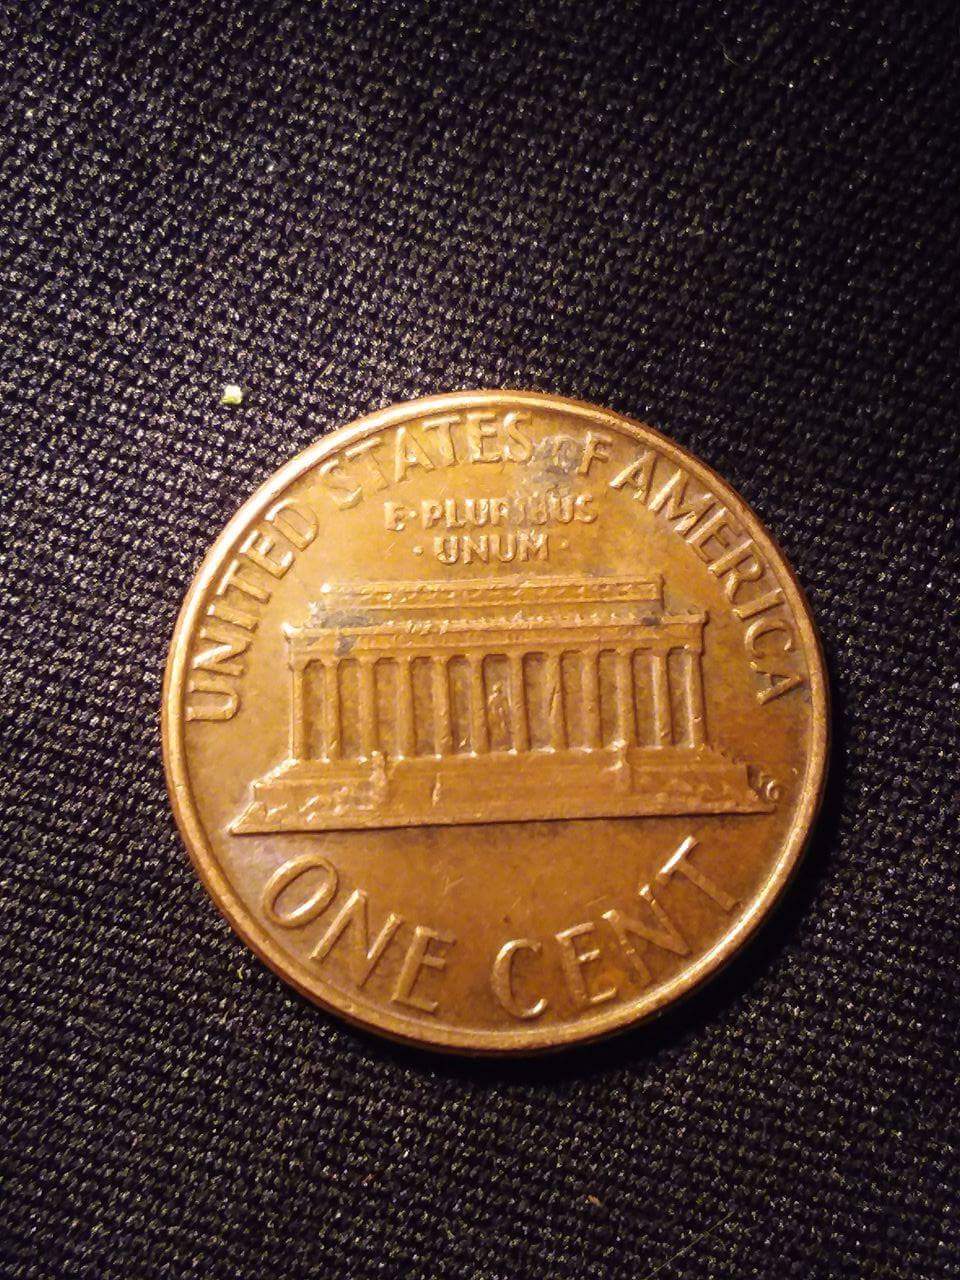 UNITED STATES OF AMERICA
E·PLURIBUS
·UNUM·
ONE CENT